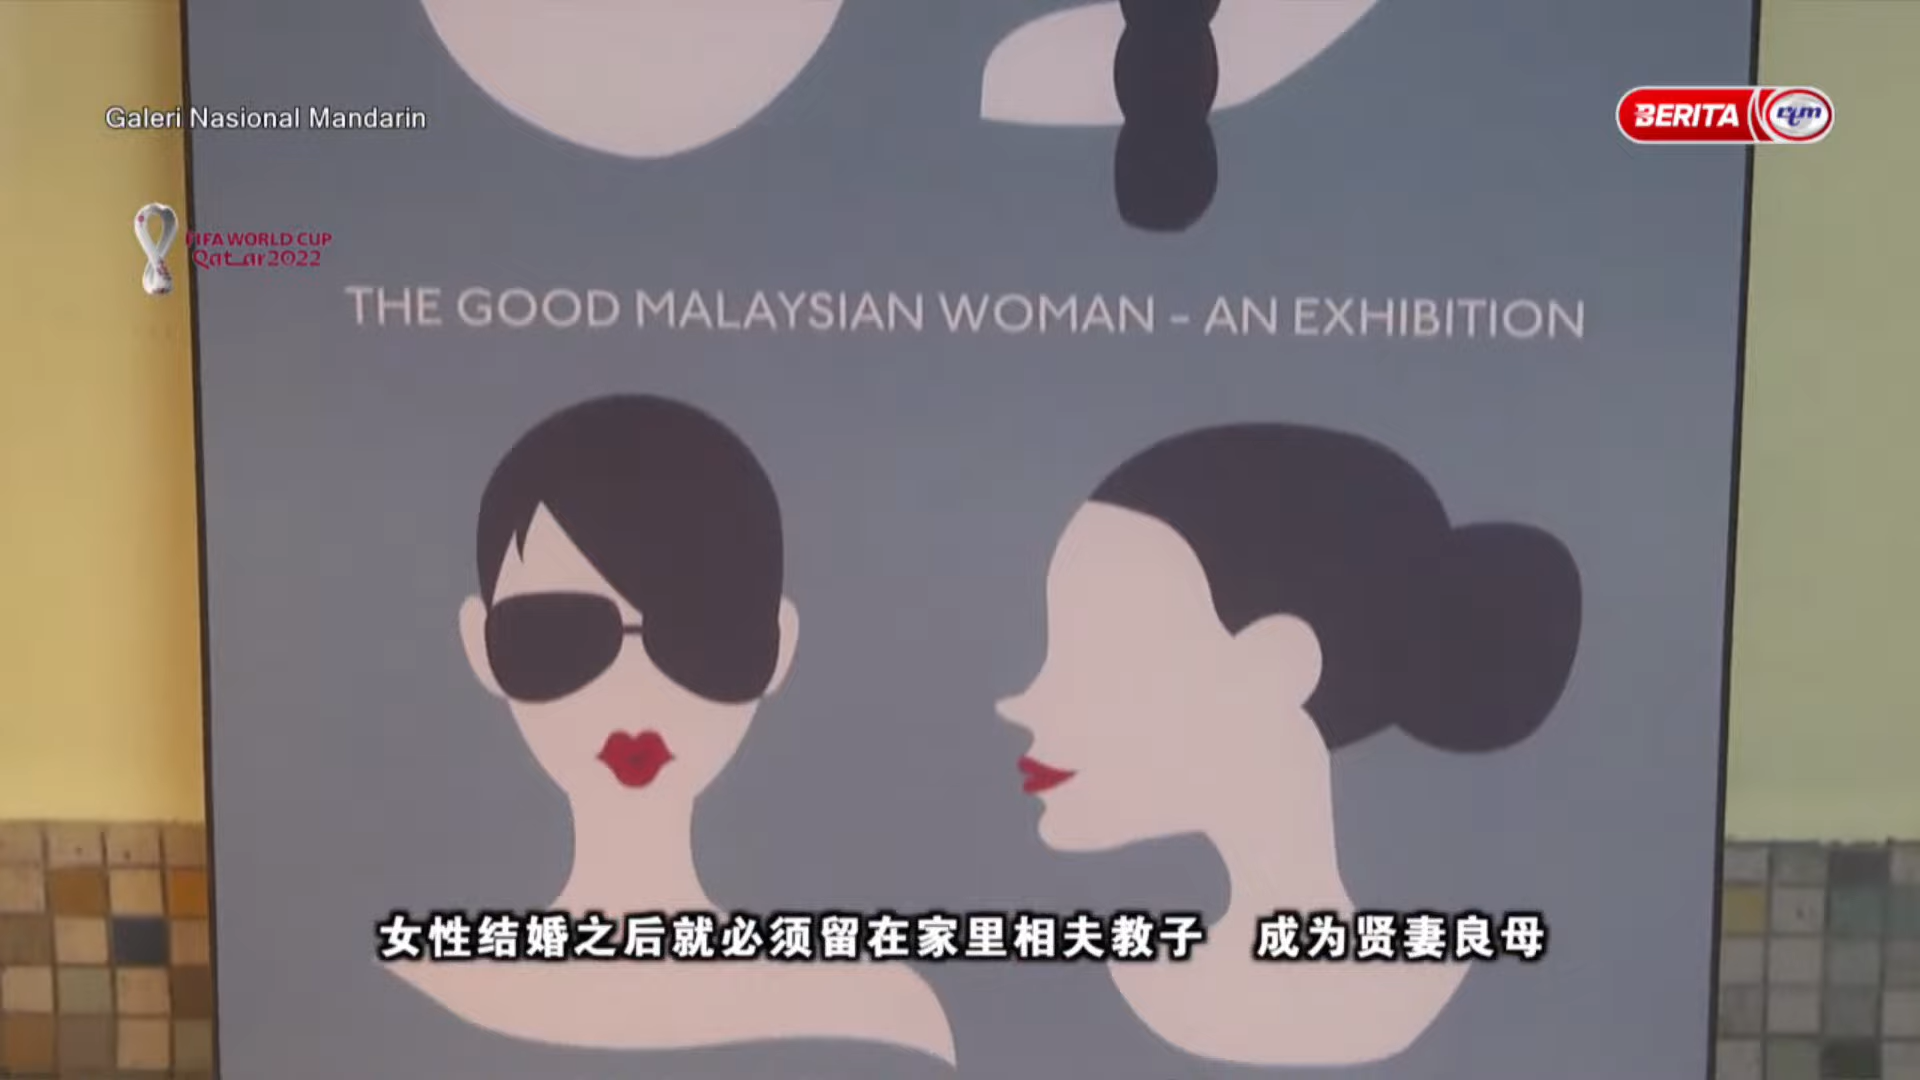 Galeri Nasional Mandarin
BERITA rtm
FIFA WORLD CUP
Qatar2022
THE GOOD MALAYSIAN WOMAN - AN EXHIBITION
女性结婚之后就必须留在家里相夫教子 成为贤妻良母